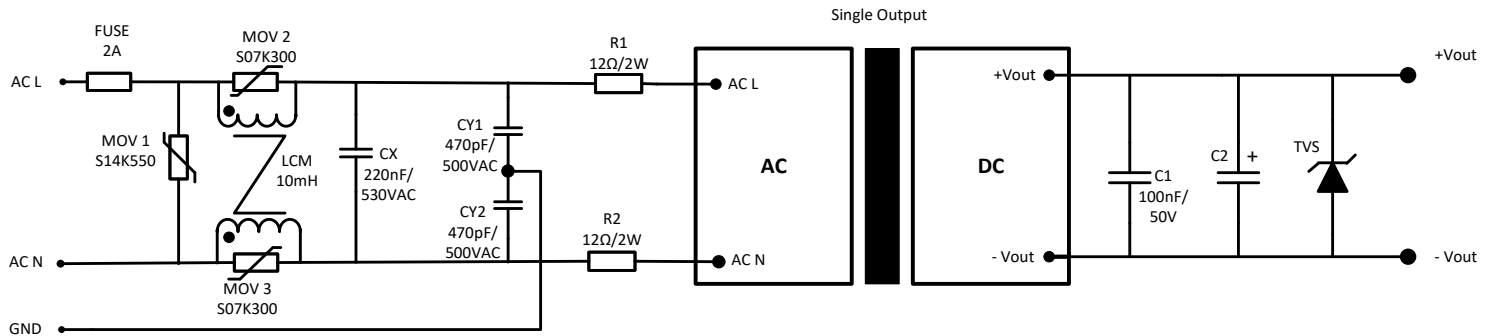 Single Output
FUSE
2A
MOV 2
S07K300
R1
12Ω/2W
AC L
AC L
+Vout
+Vout
MOV 1
S14K550
LCM
10mH
CX
220nF/
530VAC
CY1
470pF/
500VAC
CY2
470pF/
500VAC
AC
DC
C1
100nF/
50V
C2
+
TVS
R2
12Ω/2W
AC N
AC N
- Vout
- Vout
MOV 3
S07K300
GND